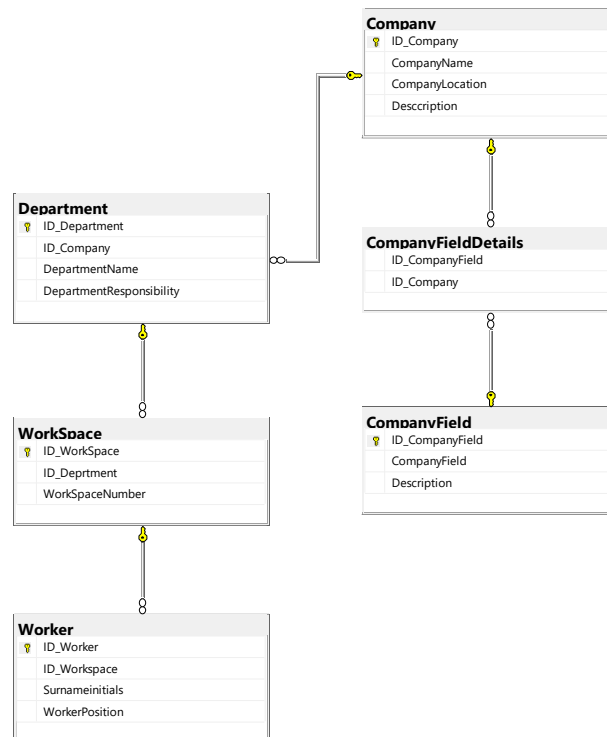 Company
ID_Company
CompanyName
CompanyLocation
Desccription
Department
ID_Department
ID_Company
DepartmentName
DepartmentResponsibility
CompanyFieldDetails
ID_CompanyField
ID_Company
WorkSpace
ID_WorkSpace
ID_Deprtment
WorkSpaceNumber
CompanyField
ID_CompanyField
CompanyField
Description
Worker
ID_Worker
ID_Workspace
Surnameinitials
WorkerPosition